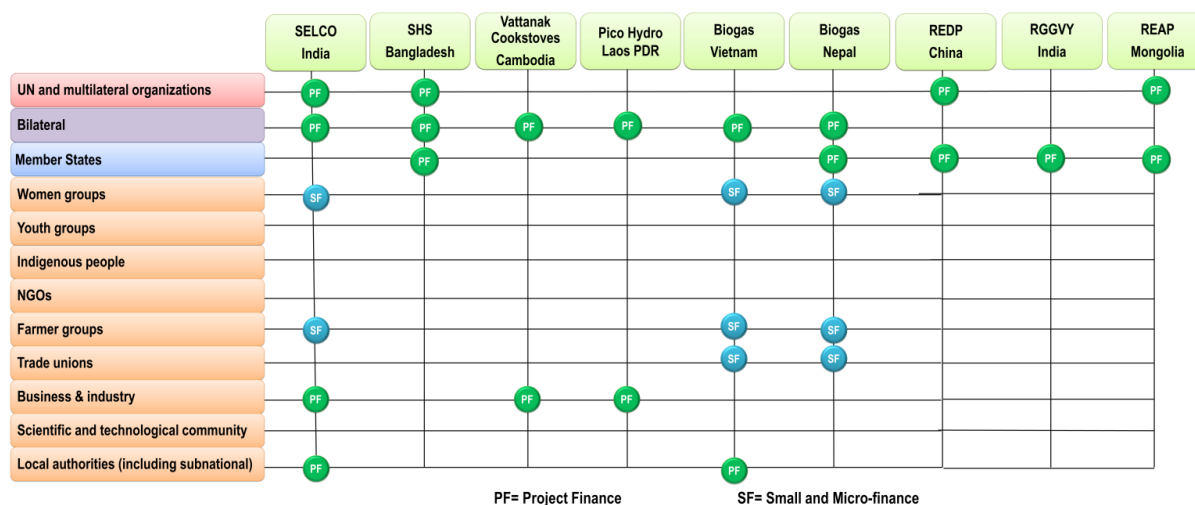 SELCO
India
SHS
Bangladesh
Vattanak
Cookstoves
Cambodia
Pico Hydro
Laos PDR
Biogas
Vietnam
Biogas
Nepal
REDP
China
RGGVY
India
REAP
Mongolia
UN and multilateral organizations PF PF PF PF
Bilateral PF PF PF PF PF PF
Member States PF PF PF PF PF
Women groups SF SF SF
Youth groups
Indigenous people
NGOs
Farmer groups SF SF SF
Trade unions SF SF
Business & industry PF PF PF
Scientific and technological community
Local authorities (including subnational) PF PF
PF= Project Finance SF= Small and Micro-finance